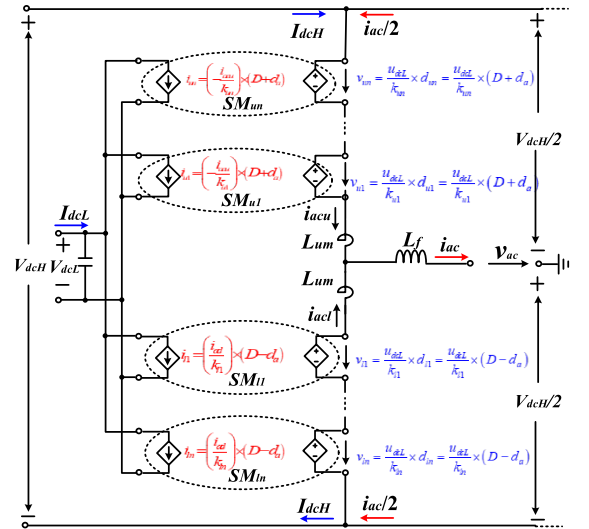 I_dcH
i_ac/2
+
+
i_un=(-i_acu/k_un)×(D+d_a)
SM_un
v_un = u_dcL/k_un × d_un = u_dcL/k_un × (D+d_a)
V_dcH/2
i_u1=(-i_acu/k_u1)×(D+d_a)
SM_u1
v_u1 = u_dcL/k_u1 × d_u1 = u_dcL/k_u1 × (D+d_a)
I_dcL
i_acu
L_um
L_f
i_ac
v_ac
−
+
V_dcH
V_dcL
−
L_um
+
i_acl
i_l1=(i_acl/k_l1)×(D−d_a)
SM_l1
v_l1 = u_dcL/k_l1 × d_l1 = u_dcL/k_l1 × (D−d_a)
V_dcH/2
i_ln=(i_acl/k_ln)×(D−d_a)
SM_ln
v_ln = u_dcL/k_ln × d_ln = u_dcL/k_ln × (D−d_a)
I_dcH
i_ac/2
−
−